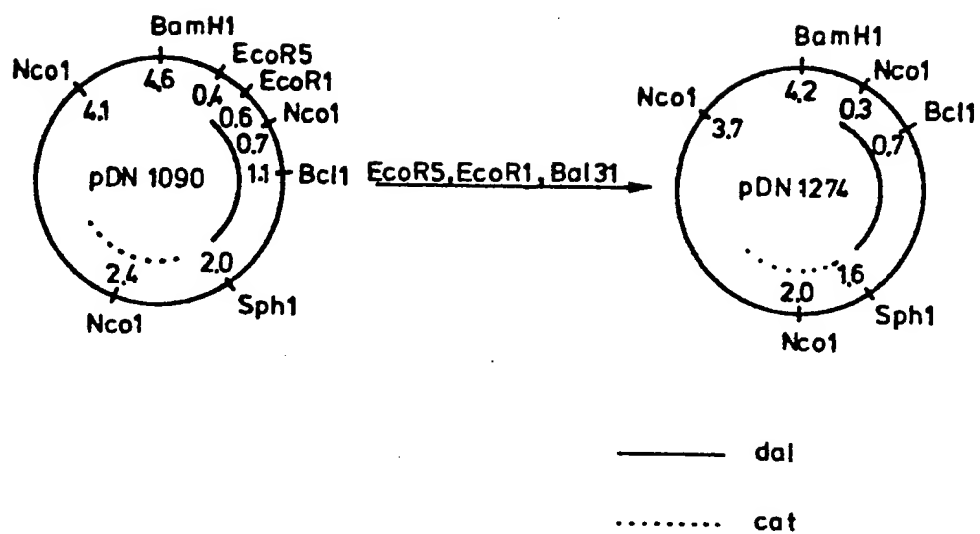 BamH1
EcoR5
EcoR1
Nco1
Nco1
4.6
0.4
0.6
0.7
4.1
pDN 1090
1.1
Bcl1
2.4
2.0
Nco1
Sph1
EcoR5,EcoR1,Bal31
BamH1
Nco1
Nco1
Bcl1
4.2
0.3
3.7
0.7
pDN 1274
1.6
2.0
Sph1
Nco1
dal
cat